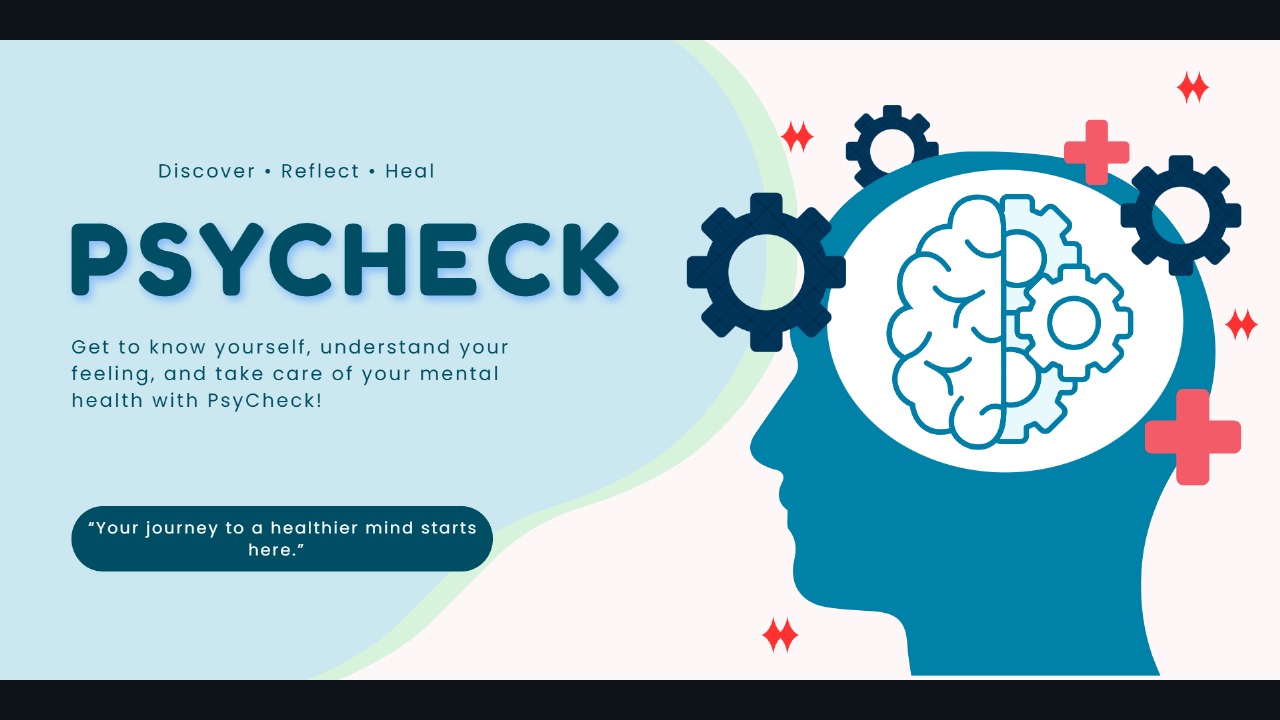 Discover • Reflect • Heal
PSYCHECK
Get to know yourself, understand your
feeling, and take care of your mental
health with PsyCheck!
"Your journey to a healthier mind starts
here."